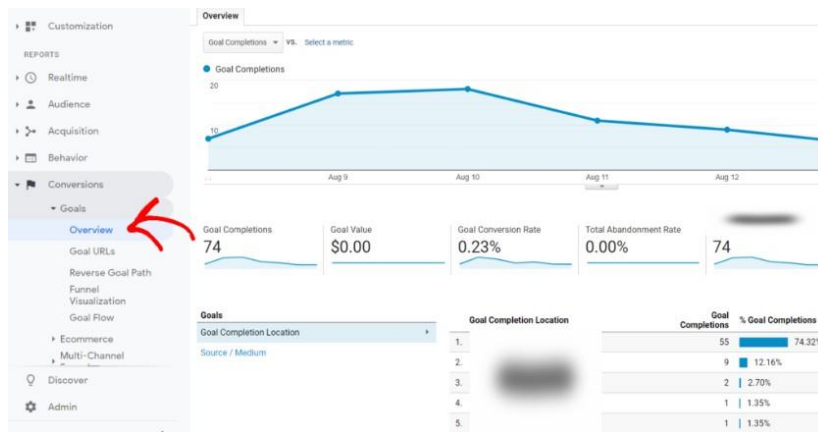 Customization
REPORTS
Realtime
Audience
Acquisition
Behavior
Conversions
Goals
Overview
Goal URLs
Reverse Goal Path
Funnel
Visualization
Goal Flow
Ecommerce
Multi-Channel
Discover
Admin
Overview
Goal Completions VS. Select a metric
Goal Completions
20
10
...
Aug 9 Aug 10 Aug 11 Aug 12
Goal Completions
74
Goal Value
$0.00
Goal Conversion Rate
0.23%
Total Abandonment Rate
0.00%
74
Goals
Goal Completion Location
Source / Medium
Goal Completion Location Goal Completions % Goal Completions
1. 55 74.32%
2. 9 12.16%
3. 2 2.70%
4. 1 1.35%
5. 1 1.35%